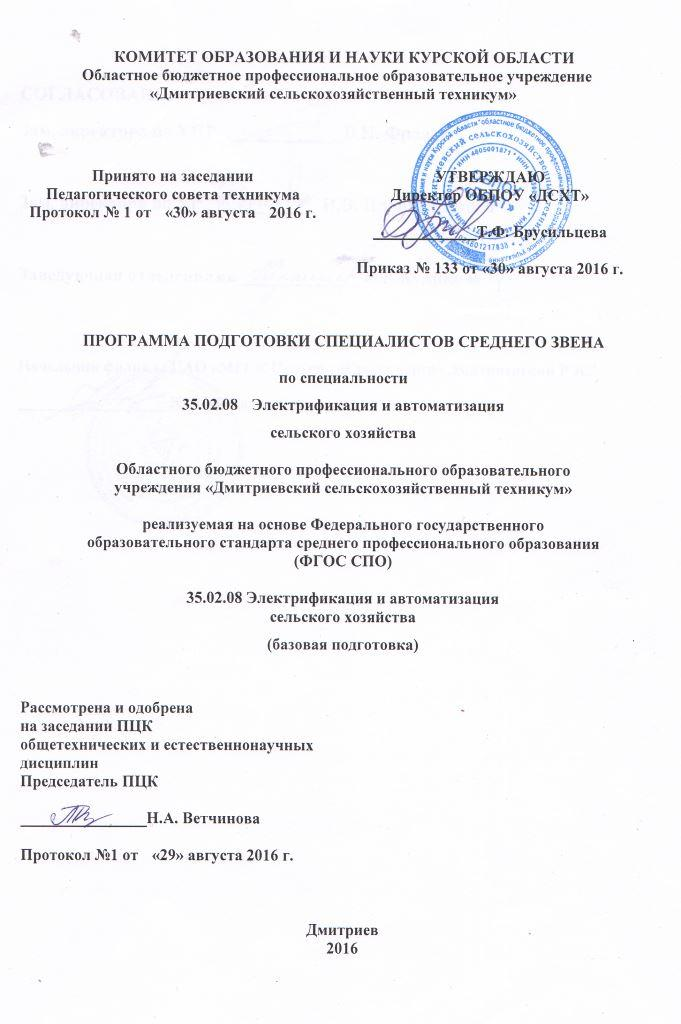 КОМИТЕТ ОБРАЗОВАНИЯ И НАУКИ КУРСКОЙ ОБЛАСТИ
Областное бюджетное профессиональное образовательное учреждение
«Дмитриевский сельскохозяйственный техникум»
Принято на заседании
Педагогического совета техникума
Протокол № 1 от «30» августа 2016 г.
УТВЕРЖДАЮ
Директор ОБПОУ «ДСХТ»
Т.Ф. Брусильцева
Приказ № 133 от «30» августа 2016 г.
ПРОГРАММА ПОДГОТОВКИ СПЕЦИАЛИСТОВ СРЕДНЕГО ЗВЕНА
по специальности
35.02.08 Электрификация и автоматизация
сельского хозяйства
Областного бюджетного профессионального образовательного
учреждения «Дмитриевский сельскохозяйственный техникум»
реализуемая на основе Федерального государственного
образовательного стандарта среднего профессионального образования
(ФГОС СПО)
35.02.08 Электрификация и автоматизация
сельского хозяйства
(базовая подготовка)
Рассмотрена и одобрена
на заседании ПЦК
общетехнических и естественнонаучных
дисциплин
Председатель ПЦК
Н.А. Ветчинова
Протокол №1 от «29» августа 2016 г.
Дмитриев
2016